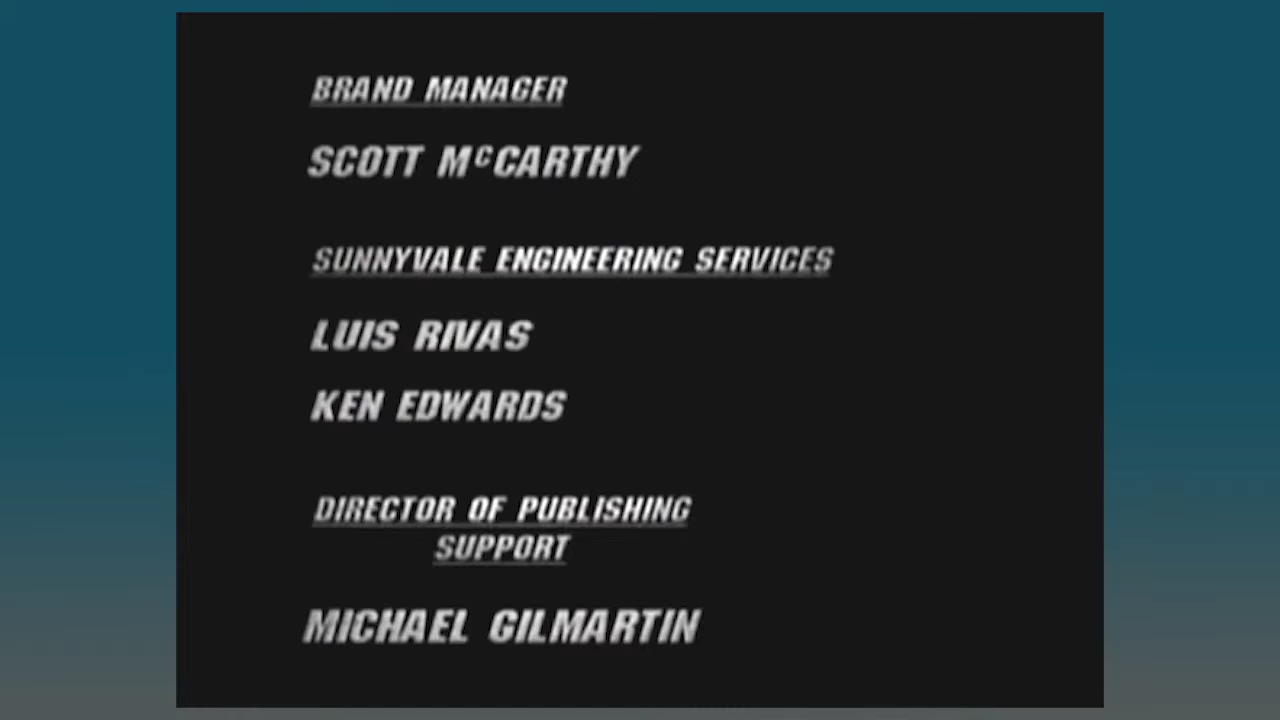 BRAND MANAGER
SCOTT McCARTHY
SUNNYVALE ENGINEERING SERVICES
LUIS RIVAS
KEN EDWARDS
DIRECTOR OF PUBLISHING
SUPPORT
MICHAEL GILMARTIN